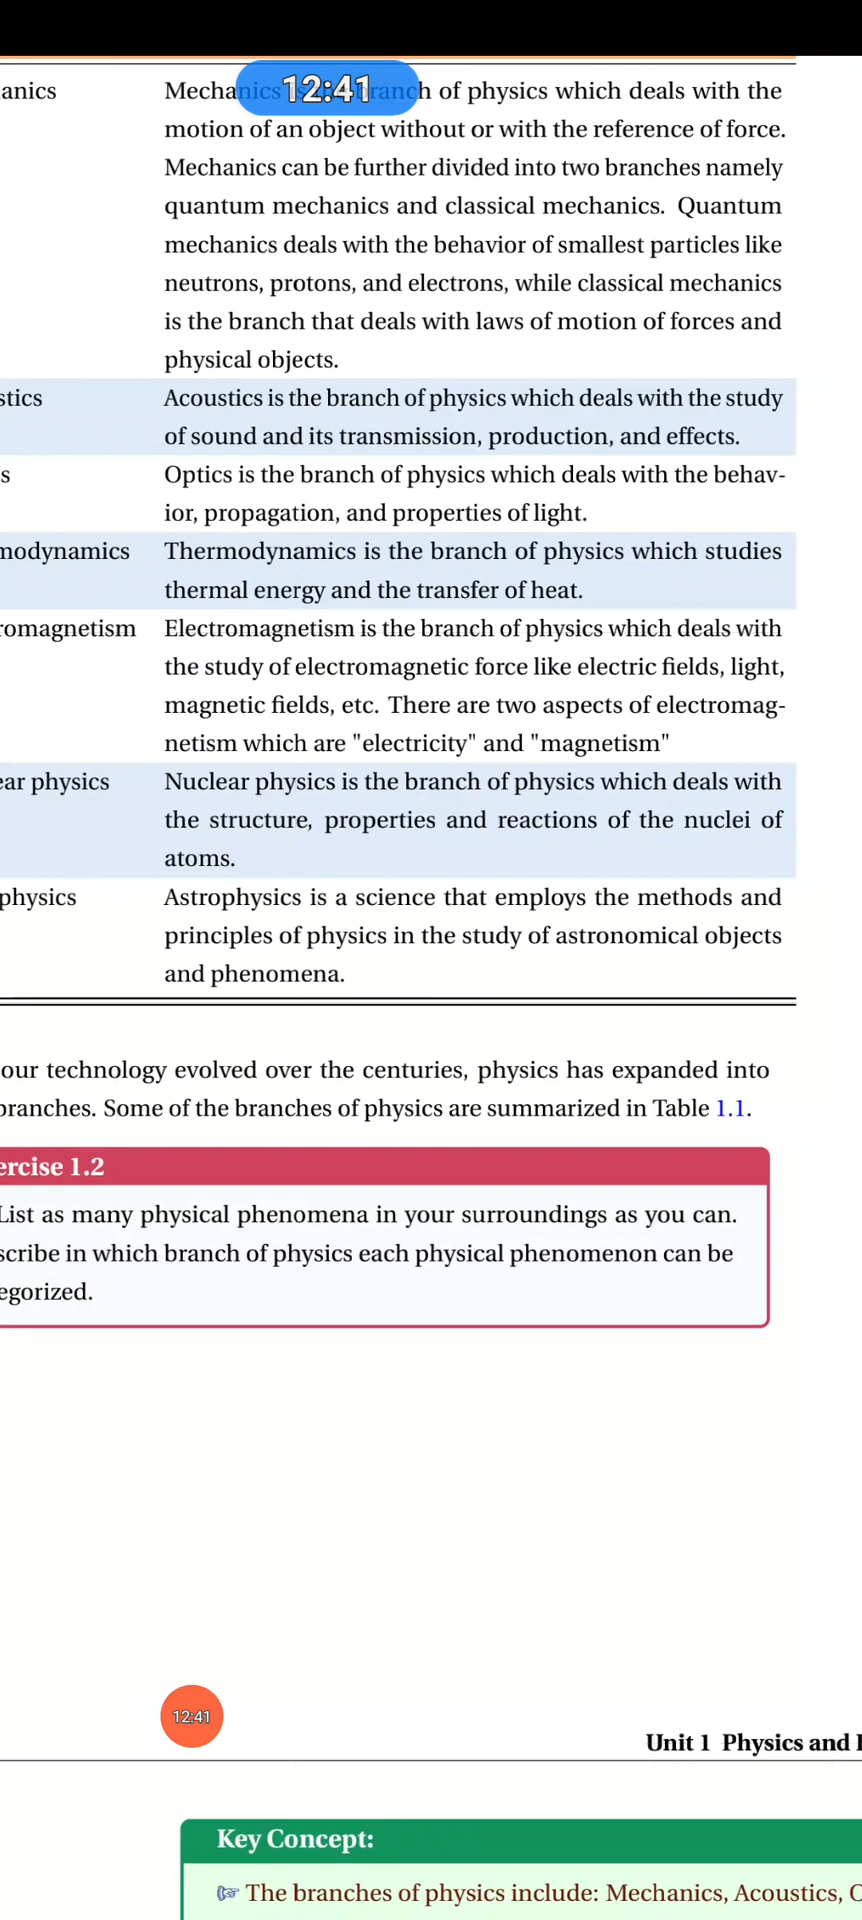 12:41
anics Mechanics is the branch of physics which deals with the
motion of an object without or with the reference of force.
Mechanics can be further divided into two branches namely
quantum mechanics and classical mechanics. Quantum
mechanics deals with the behavior of smallest particles like
neutrons, protons, and electrons, while classical mechanics
is the branch that deals with laws of motion of forces and
physical objects.
stics Acoustics is the branch of physics which deals with the study
of sound and its transmission, production, and effects.
s Optics is the branch of physics which deals with the behav-
ior, propagation, and properties of light.
modynamics Thermodynamics is the branch of physics which studies
thermal energy and the transfer of heat.
romagnetism Electromagnetism is the branch of physics which deals with
the study of electromagnetic force like electric fields, light,
magnetic fields, etc. There are two aspects of electromag-
netism which are "electricity" and "magnetism"
ear physics Nuclear physics is the branch of physics which deals with
the structure, properties and reactions of the nuclei of
atoms.
physics Astrophysics is a science that employs the methods and
principles of physics in the study of astronomical objects
and phenomena.
our technology evolved over the centuries, physics has expanded into
branches. Some of the branches of physics are summarized in Table 1.1.
ercise 1.2
List as many physical phenomena in your surroundings as you can.
scribe in which branch of physics each physical phenomenon can be
egorized.
12:41
Unit 1 Physics and
Key Concept:
☞ The branches of physics include: Mechanics, Acoustics,